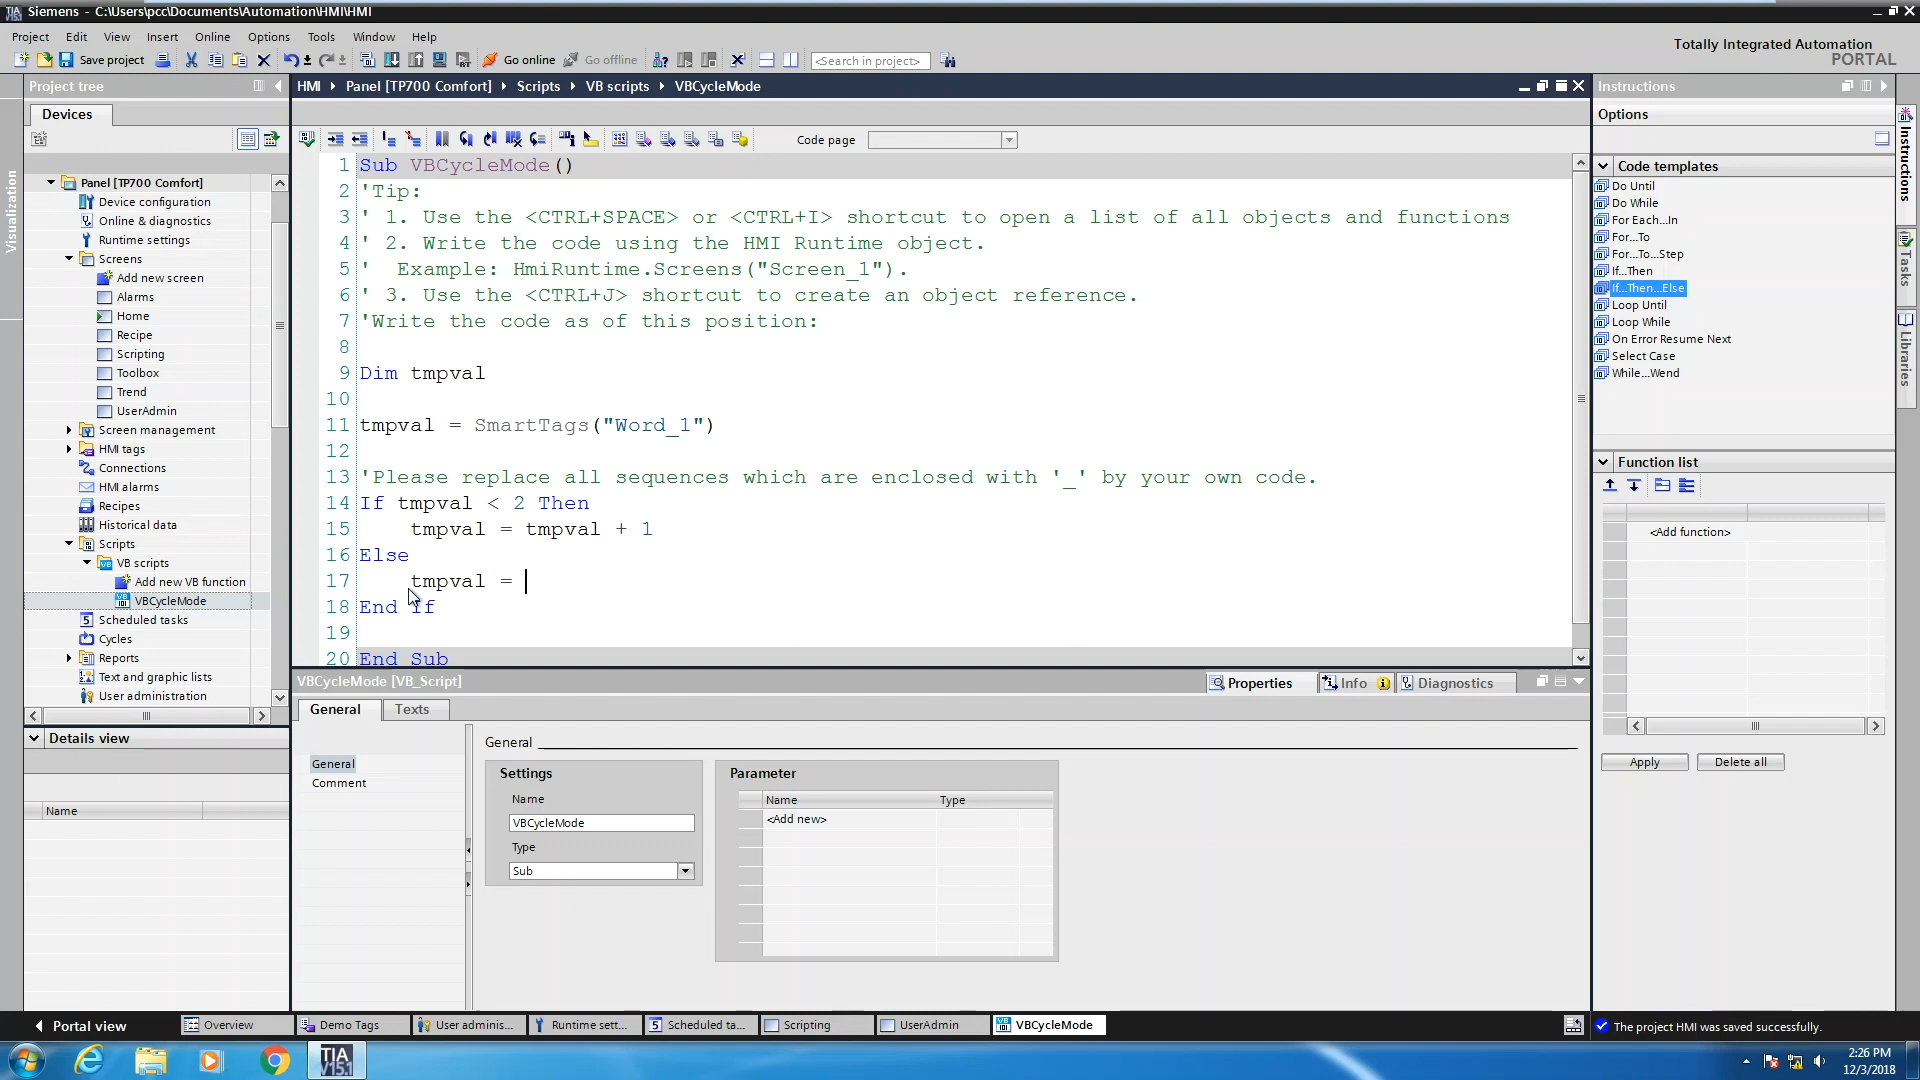 Siemens - C:\Users\pcc\Documents\Automation\HMI\HMI
Project Edit View Insert Online Options Tools Window Help
Totally Integrated Automation
PORTAL
Save project Go online Go offline <Search in project>
Project tree
Devices
Visualization
Panel [TP700 Comfort]
Device configuration
Online & diagnostics
Runtime settings
Screens
Add new screen
Alarms
Home
Recipe
Scripting
Toolbox
Trend
UserAdmin
Screen management
HMI tags
Connections
HMI alarms
Recipes
Historical data
Scripts
VB scripts
Add new VB function
VBCycleMode
Scheduled tasks
Cycles
Reports
Text and graphic lists
User administration
Details view
Name
HMI Panel [TP700 Comfort] Scripts VB scripts VBCycleMode
Code page
1 Sub VBCycleMode()
2 'Tip:
3 ' 1. Use the <CTRL+SPACE> or <CTRL+I> shortcut to open a list of all objects and functions
4 ' 2. Write the code using the HMI Runtime object.
5 '  Example: HmiRuntime.Screens("Screen_1").
6 ' 3. Use the <CTRL+J> shortcut to create an object reference.
7 'Write the code as of this position:
8
9 Dim tmpval
10
11 tmpval = SmartTags("Word_1")
12
13 'Please replace all sequences which are enclosed with '_' by your own code.
14 If tmpval < 2 Then
15     tmpval = tmpval + 1
16 Else
17     tmpval =
18 End If
19
20 End Sub
VBCycleMode [VB_Script]
Properties Info Diagnostics
General Texts
General
Comment
General
Settings
Name
VBCycleMode
Type
Sub
Parameter
Name Type
<Add new>
Instructions
Options
Code templates
Do Until
Do While
For Each...In
For...To
For...To...Step
If...Then
If...Then...Else
Loop Until
Loop While
On Error Resume Next
Select Case
While...Wend
Function list
<Add function>
Apply Delete all
Instructions
Tasks
Libraries
Portal view Overview Demo Tags User adminis... Runtime sett... Scheduled ta... Scripting UserAdmin VBCycleMode
The project HMI was saved successfully.
TIA
V15.1
2:26 PM
12/3/2018